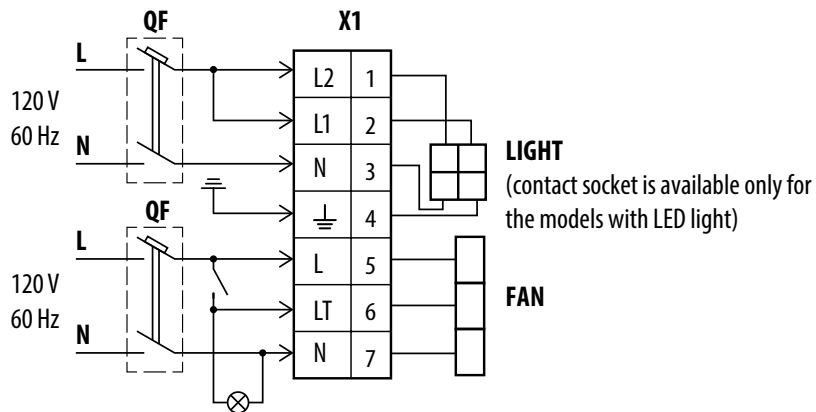 QF X1
L
120 V
60 Hz
N
L2 1
L1 2
N 3
4
LIGHT
(contact socket is available only for
the models with LED light)
QF
L
120 V
60 Hz
N
L 5
LT 6
N 7
FAN